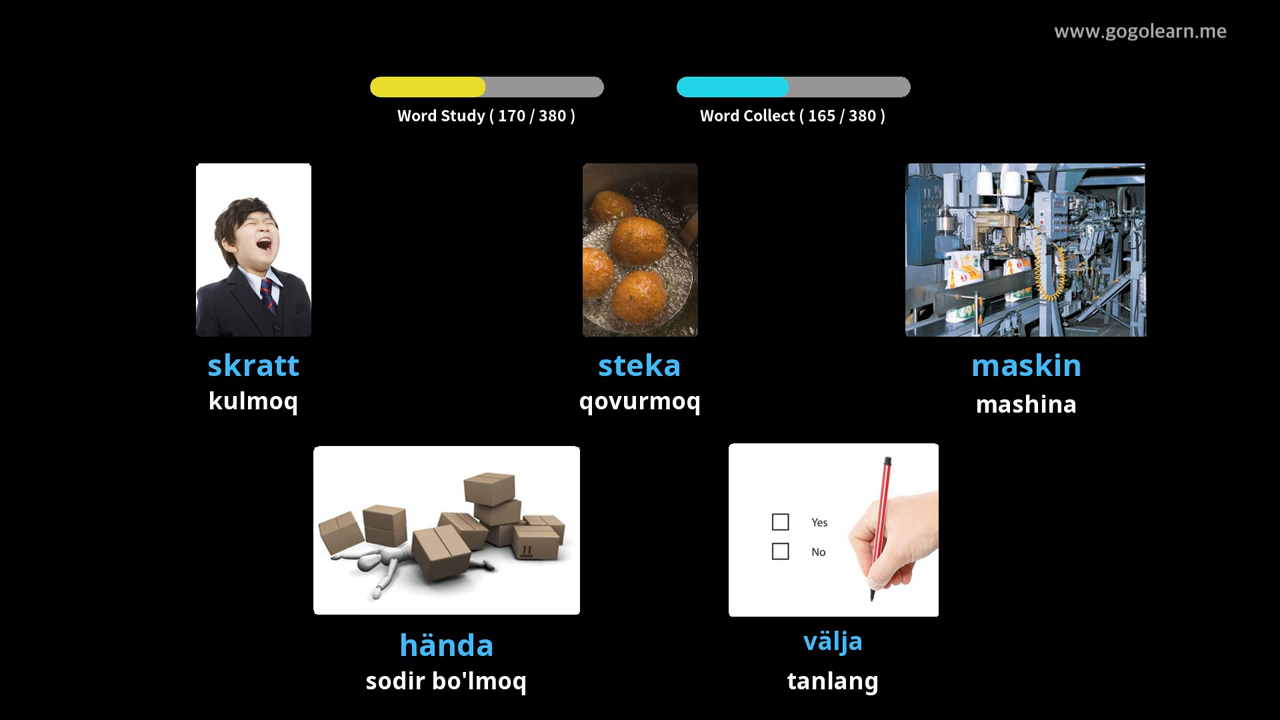 www.gogolearn.me
Word Study ( 170 / 380 )
Word Collect ( 165 / 380 )
skratt
kulmoq
steka
qovurmoq
maskin
mashina
hända
sodir bo'lmoq
Yes
No
välja
tanlang